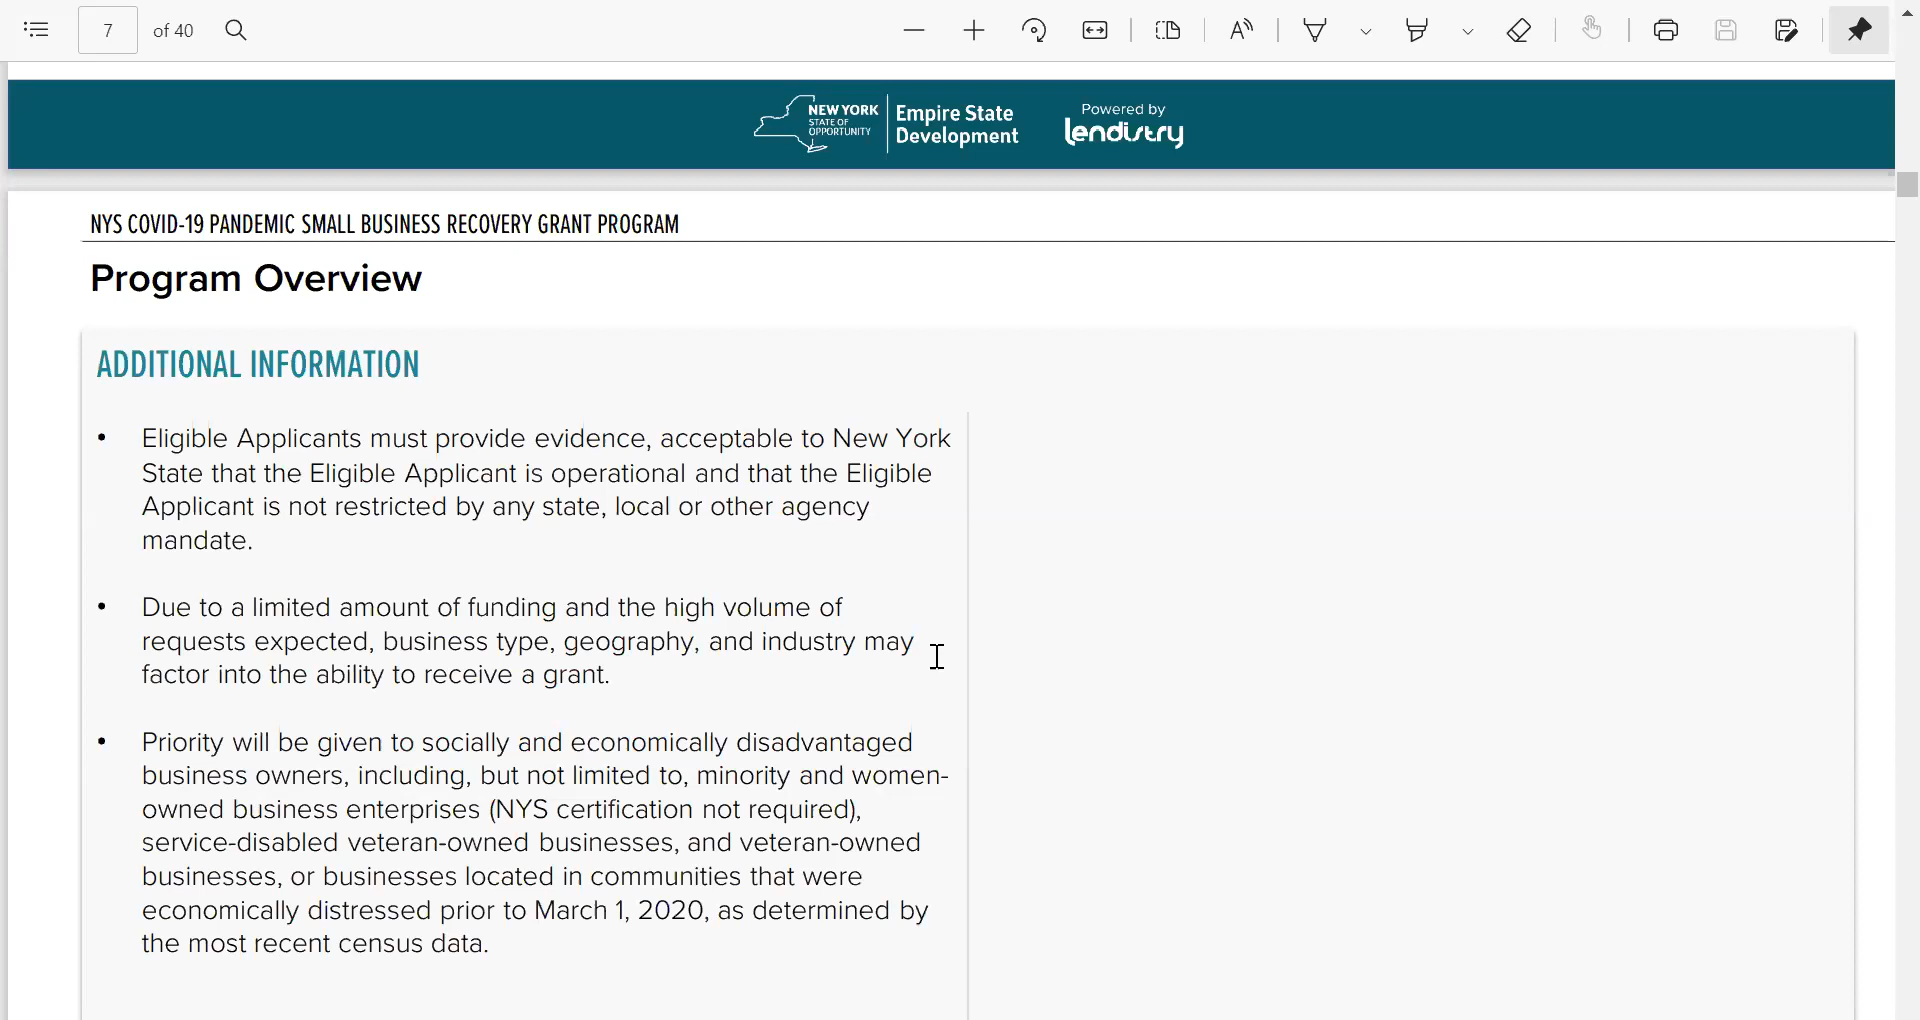 7 of 40
NEW YORK
STATE OF
OPPORTUNITY
Empire State
Development
Powered by
lendistry
NYS COVID-19 PANDEMIC SMALL BUSINESS RECOVERY GRANT PROGRAM
Program Overview
ADDITIONAL INFORMATION
• Eligible Applicants must provide evidence, acceptable to New York
State that the Eligible Applicant is operational and that the Eligible
Applicant is not restricted by any state, local or other agency
mandate.
• Due to a limited amount of funding and the high volume of
requests expected, business type, geography, and industry may
factor into the ability to receive a grant.
• Priority will be given to socially and economically disadvantaged
business owners, including, but not limited to, minority and women-
owned business enterprises (NYS certification not required),
service-disabled veteran-owned businesses, and veteran-owned
businesses, or businesses located in communities that were
economically distressed prior to March 1, 2020, as determined by
the most recent census data.